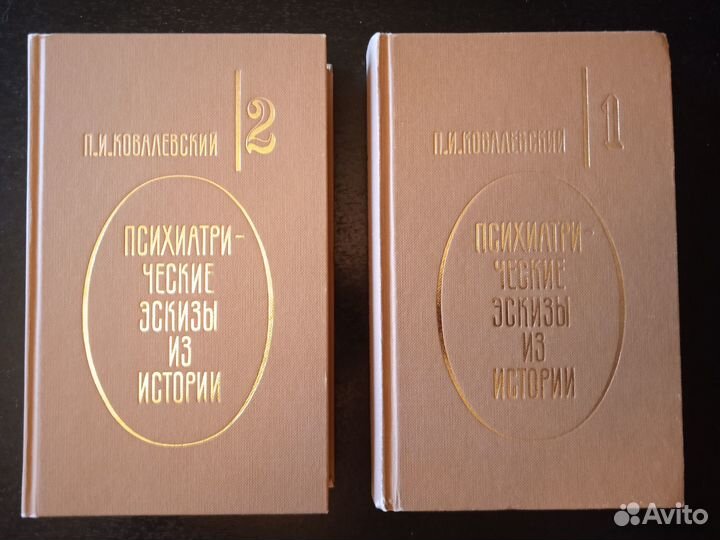 2
П.И.КОВАЛЕВСКИЙ
ПСИХИАТРИ-
ЧЕСКИЕ
ЭСКИЗЫ
ИЗ
ИСТОРИИ
1
П.И.КОВАЛЕВСКИЙ
ПСИХИАТРИ-
ЧЕСКИЕ
ЭСКИЗЫ
ИЗ
ИСТОРИИ
Avito